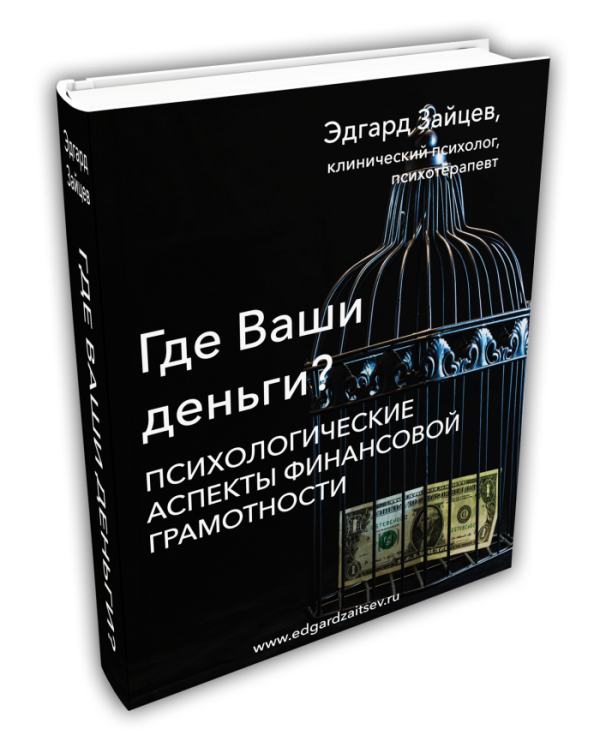 Эдгард Зайцев,
клинический психолог,
психотерапевт
Где Ваши
деньги?
ПСИХОЛОГИЧЕСКИЕ
АСПЕКТЫ ФИНАНСОВОЙ
ГРАМОТНОСТИ
www.edgardzaitsev.ru
Эдгард
Зайцев
ГДЕ ВАШИ ДЕНЬГИ?